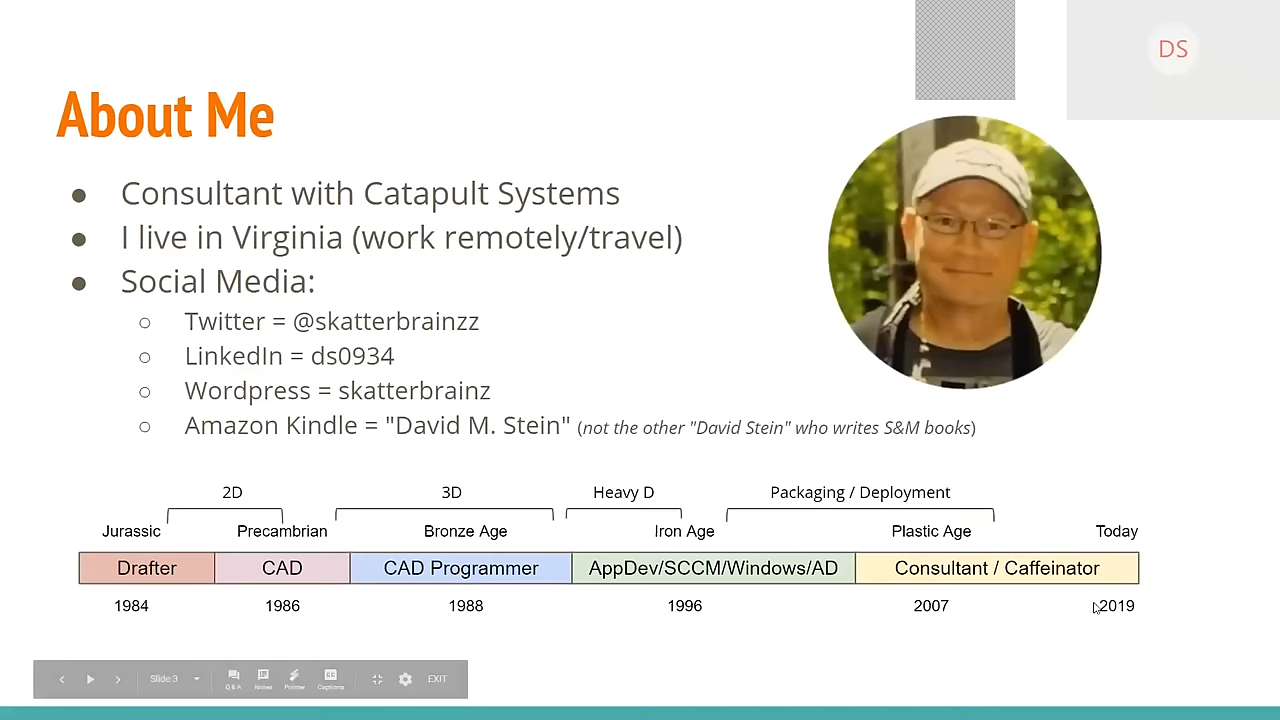 DS
About Me
● Consultant with Catapult Systems
● I live in Virginia (work remotely/travel)
● Social Media:
○ Twitter = @skatterbrainzz
○ LinkedIn = ds0934
○ Wordpress = skatterbrainz
○ Amazon Kindle = "David M. Stein" (not the other "David Stein" who writes S&M books)
2D 3D Heavy D Packaging / Deployment
Jurassic Precambrian Bronze Age Iron Age Plastic Age Today
Drafter CAD CAD Programmer AppDev/SCCM/Windows/AD Consultant / Caffeinator
1984 1986 1988 1996 2007 2019
Slide 3 Q & A Notes Pointer Captions EXIT